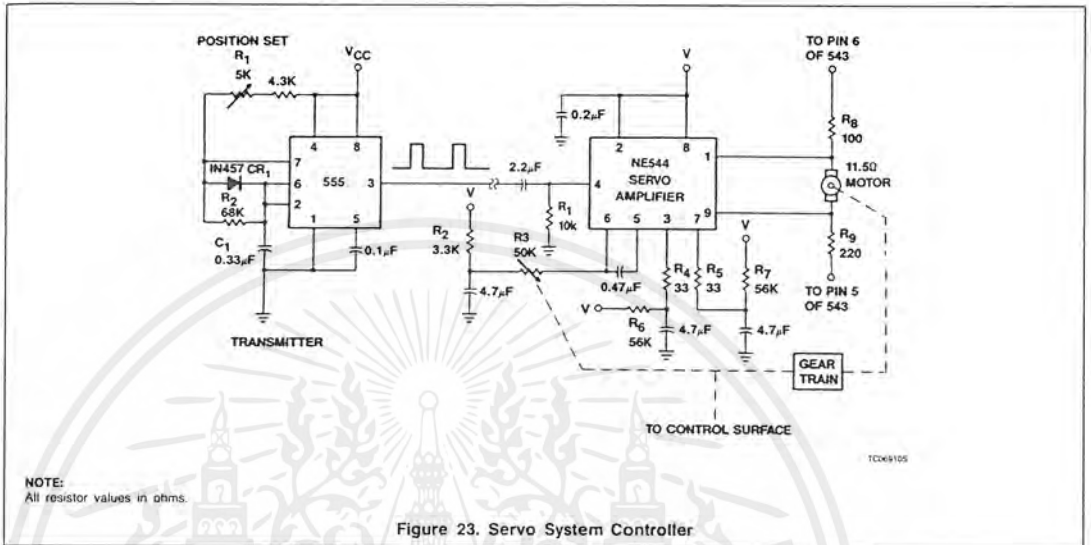 POSITION SET
R1
5K
4.3K
VCC
4
8
7
IN457 CR1
6
555
3
R2
68K
2
1
5
C1
0.33µF
0.1µF
TRANSMITTER
V
R2
3.3K
4.7µF
R3
50K
2.2µF
R1
10k
V
0.2µF
2
8
1
NE544
SERVO
AMPLIFIER
4
9
6
5
3
7
0.47µF
R4
33
R5
33
V
R7
56K
V
R6
56K
4.7µF
4.7µF
TO PIN 6
OF 543
R8
100
11.5Ω
MOTOR
R9
220
TO PIN 5
OF 543
GEAR
TRAIN
TO CONTROL SURFACE
TC06910S
NOTE:
All resistor values in ohms.
Figure 23. Servo System Controller